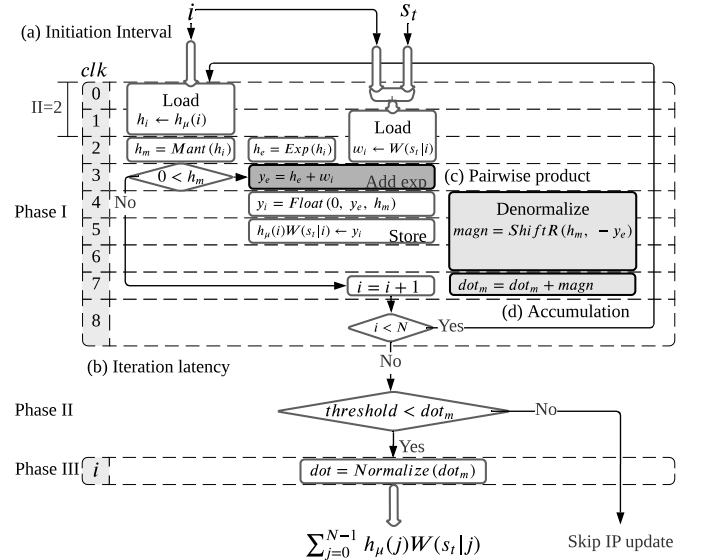 i
s_t
(a) Initiation Interval
clk
0
II=2
Load
h_i ← h_μ(i)
1
Load
w_i ← W(s_t|i)
2
h_m = Mant(h_i)
h_e = Exp(h_i)
3
0 < h_m
y_e = h_e + w_i
Add exp
(c) Pairwise product
No
Phase I
4
y_i = Float(0, y_e, h_m)
Denormalize
magn = ShiftR(h_m, − y_e)
5
h_μ(i)W(s_t|i) ← y_i
Store
6
7
i = i + 1
dot_m = dot_m + magn
(d) Accumulation
8
i < N
Yes
No
(b) Iteration latency
Phase II
threshold < dot_m
No
Yes
Phase III
i
dot = Normalize(dot_m)
∑_{j=0}^{N−1} h_μ(j)W(s_t|j)
Skip IP update